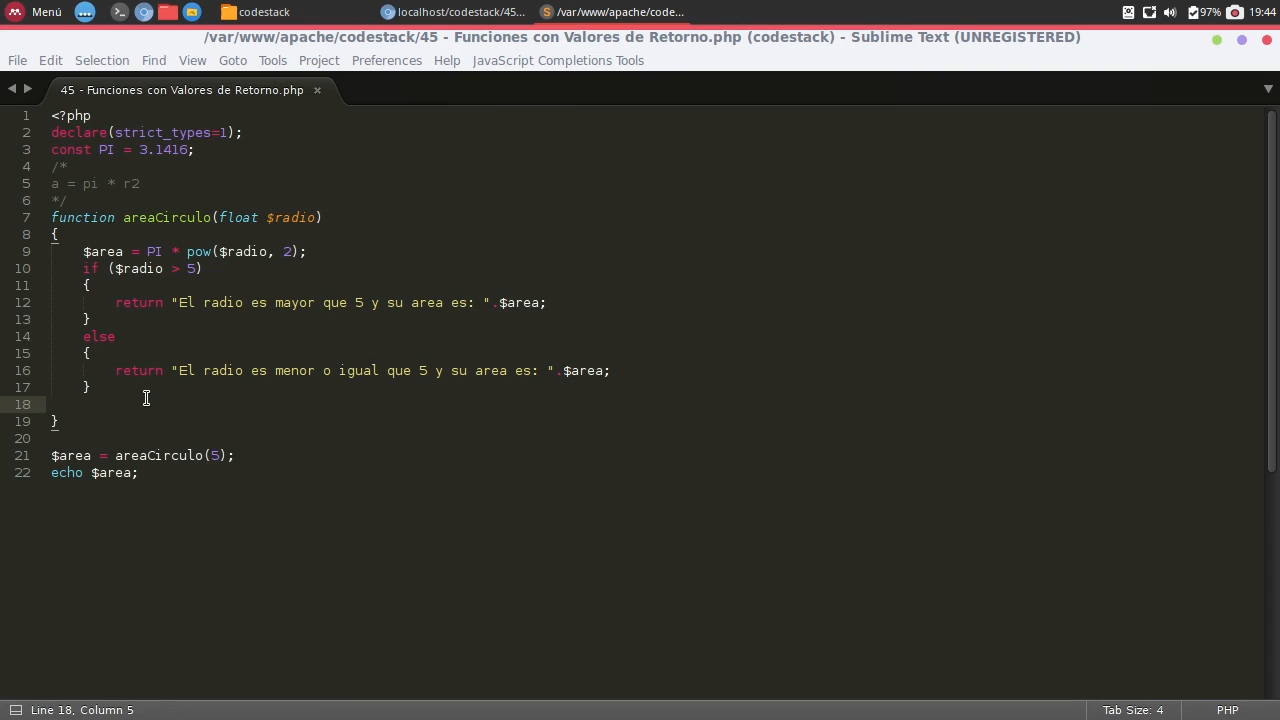 Menú codestack localhost/codestack/45... /var/www/apache/code... 97% 19:44
/var/www/apache/codestack/45 - Funciones con Valores de Retorno.php (codestack) - Sublime Text (UNREGISTERED)
File Edit Selection Find View Goto Tools Project Preferences Help JavaScript Completions Tools
45 - Funciones con Valores de Retorno.php ×
1 <?php
2 declare(strict_types=1);
3 const PI = 3.1416;
4 /*
5 a = pi * r2
6 */
7 function areaCirculo(float $radio)
8 {
9     $area = PI * pow($radio, 2);
10     if ($radio > 5)
11     {
12         return "El radio es mayor que 5 y su area es: ".$area;
13     }
14     else
15     {
16         return "El radio es menor o igual que 5 y su area es: ".$area;
17     }
18
19 }
20
21 $area = areaCirculo(5);
22 echo $area;
Line 18, Column 5 Tab Size: 4 PHP